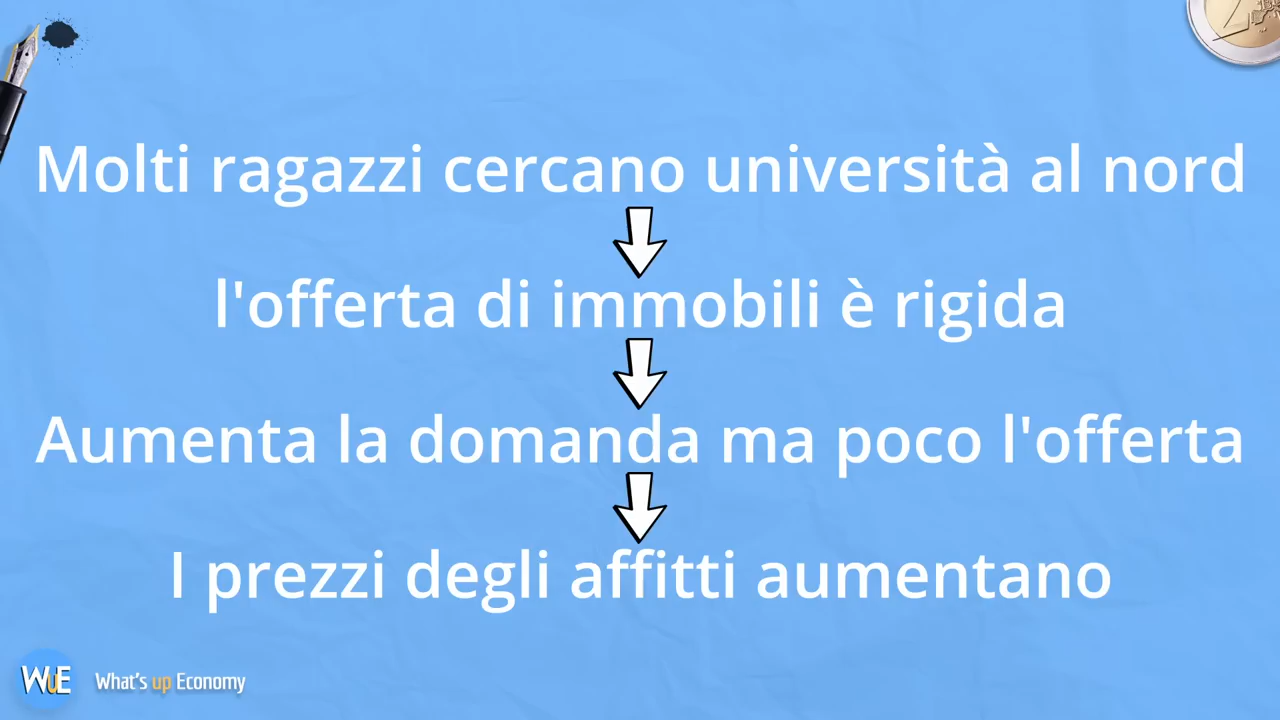 Molti ragazzi cercano università al nord
l'offerta di immobili è rigida
Aumenta la domanda ma poco l'offerta
I prezzi degli affitti aumentano
WuE What's up Economy